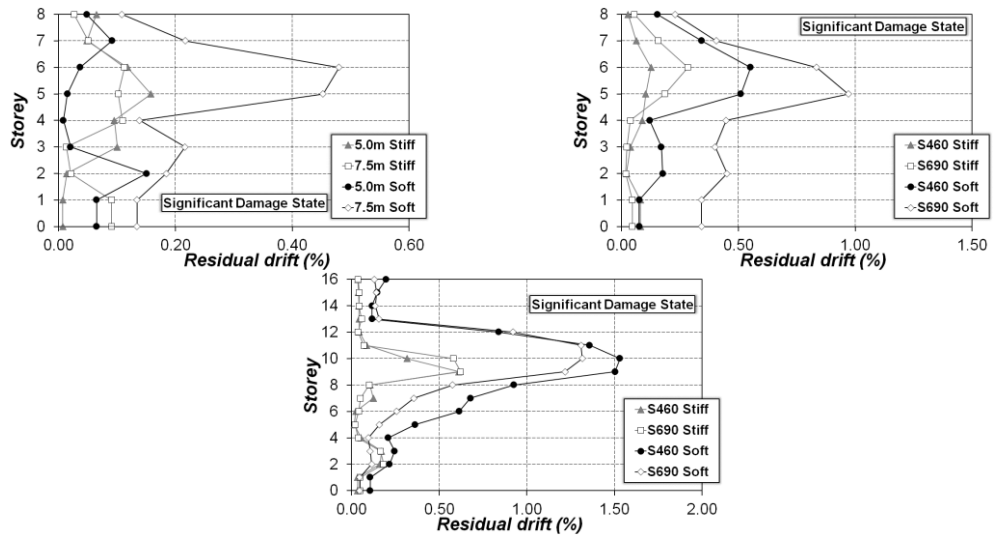 8
7
6
5
4
3
2
1
0
Storey
0.00 0.20 0.40 0.60
Residual drift (%)
Significant Damage State
5.0m Stiff
7.5m Stiff
5.0m Soft
7.5m Soft
8
7
6
5
4
3
2
1
0
Storey
0.00 0.50 1.00 1.50
Residual drift (%)
Significant Damage State
S460 Stiff
S690 Stiff
S460 Soft
S690 Soft
16
14
12
10
8
6
4
2
0
Storey
0.00 0.50 1.00 1.50 2.00
Residual drift (%)
Significant Damage State
S460 Stiff
S690 Stiff
S460 Soft
S690 Soft